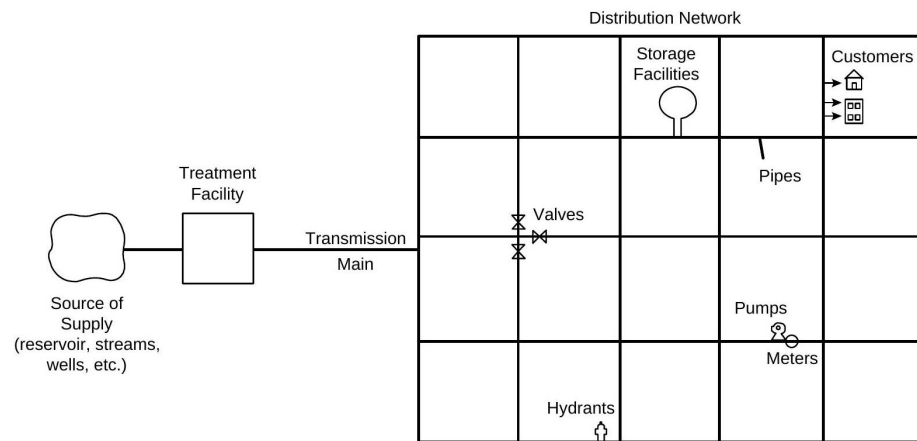 Distribution Network
Storage
Facilities
Customers
Treatment
Facility
Pipes
Valves
Transmission
Main
Source of
Supply
(reservoir, streams,
wells, etc.)
Pumps
Meters
Hydrants